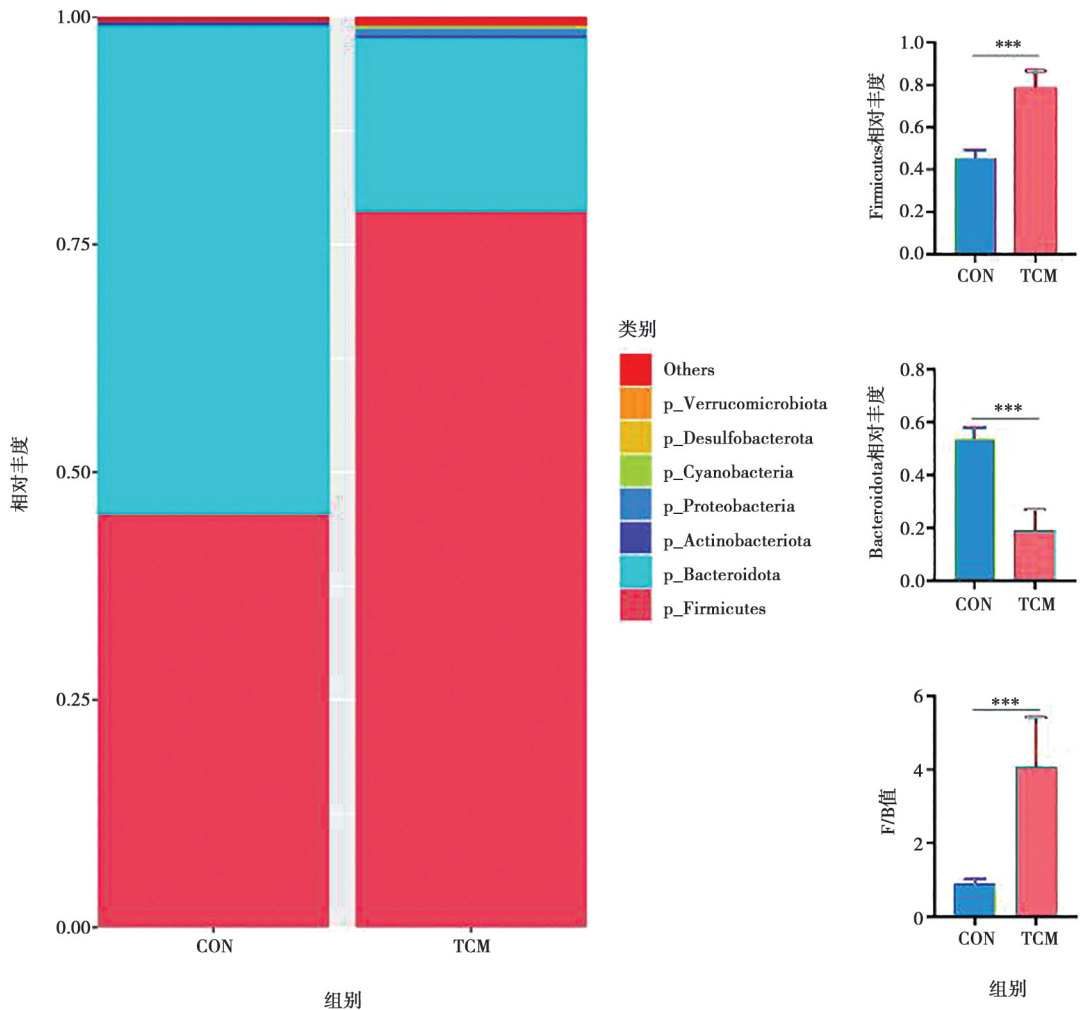 1.00
0.75
0.50
0.25
0.00
相对丰度
CON
TCM
组别
类别
Others
p_Verrucomicrobiota
p_Desulfobacterota
p_Cyanobacteria
p_Proteobacteria
p_Actinobacteriota
p_Bacteroidota
p_Firmicutes
1.0
0.8
0.6
0.4
0.2
0.0
Firmicutcs相对丰度
***
CON
TCM
0.8
0.6
0.4
0.2
0.0
Bacteroidota相对丰度
***
CON
TCM
6
4
2
0
F/B值
***
CON
TCM
组别